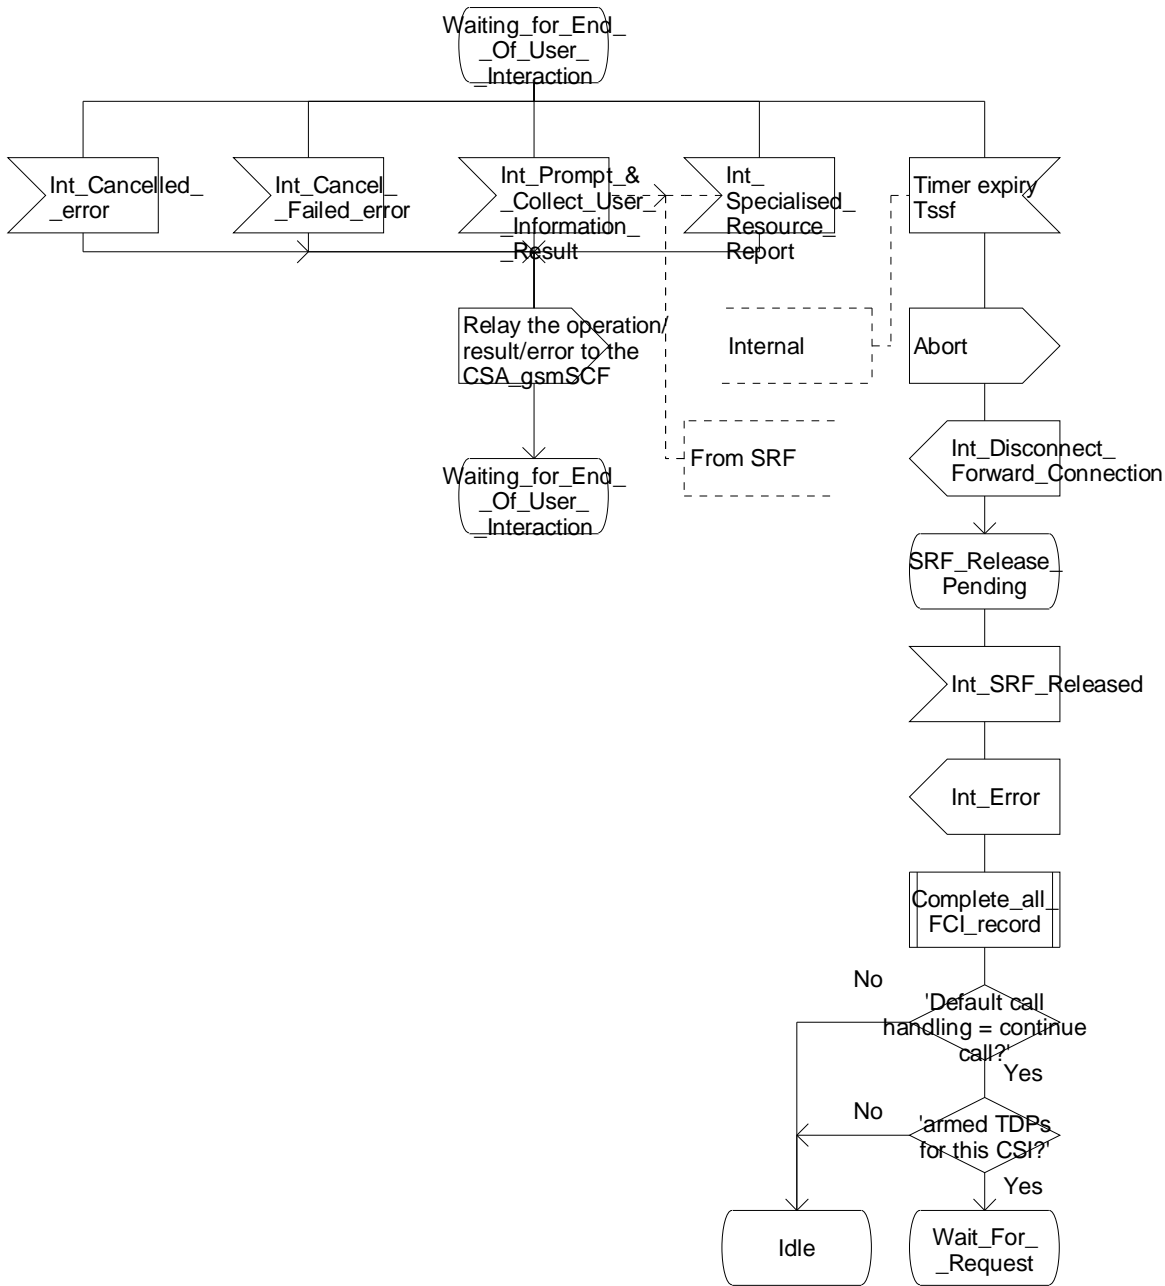 Waiting_for_End_
_Of_User_
_Interaction
Int_Cancelled_
_error
Int_Cancel_
_Failed_error
Int_Prompt_&
_Collect_User_
_Information_
_Result
Int_
Specialised_
Resource_
Report
Timer expiry
Tssf
Relay the operation/
result/error to the
CSA_gsmSCF
Internal
Abort
Waiting_for_End_
_Of_User_
_Interaction
From SRF
Int_Disconnect_
Forward_Connection
SRF_Release_
Pending
Int_SRF_Released
Int_Error
Complete_all_
FCI_record
No
'Default call
handling = continue
call?'
Yes
No
'armed TDPs
for this CSI?'
Yes
Idle
Wait_For_
_Request